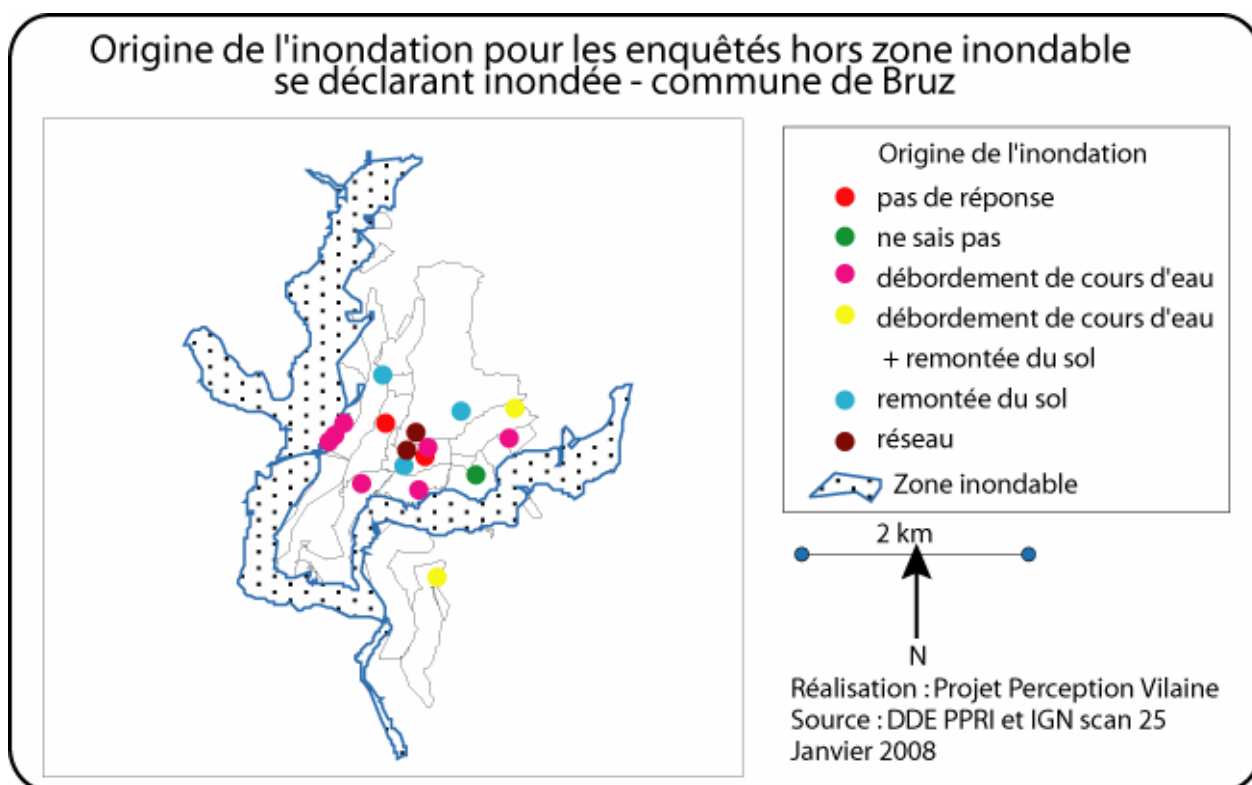 Origine de l'inondation pour les enquêtés hors zone inondable
se déclarant inondée - commune de Bruz
Origine de l'inondation
pas de réponse
ne sais pas
débordement de cours d'eau
débordement de cours d'eau
+ remontée du sol
remontée du sol
réseau
Zone inondable
2 km
N
Réalisation : Projet Perception Vilaine
Source : DDE PPRI et IGN scan 25
Janvier 2008